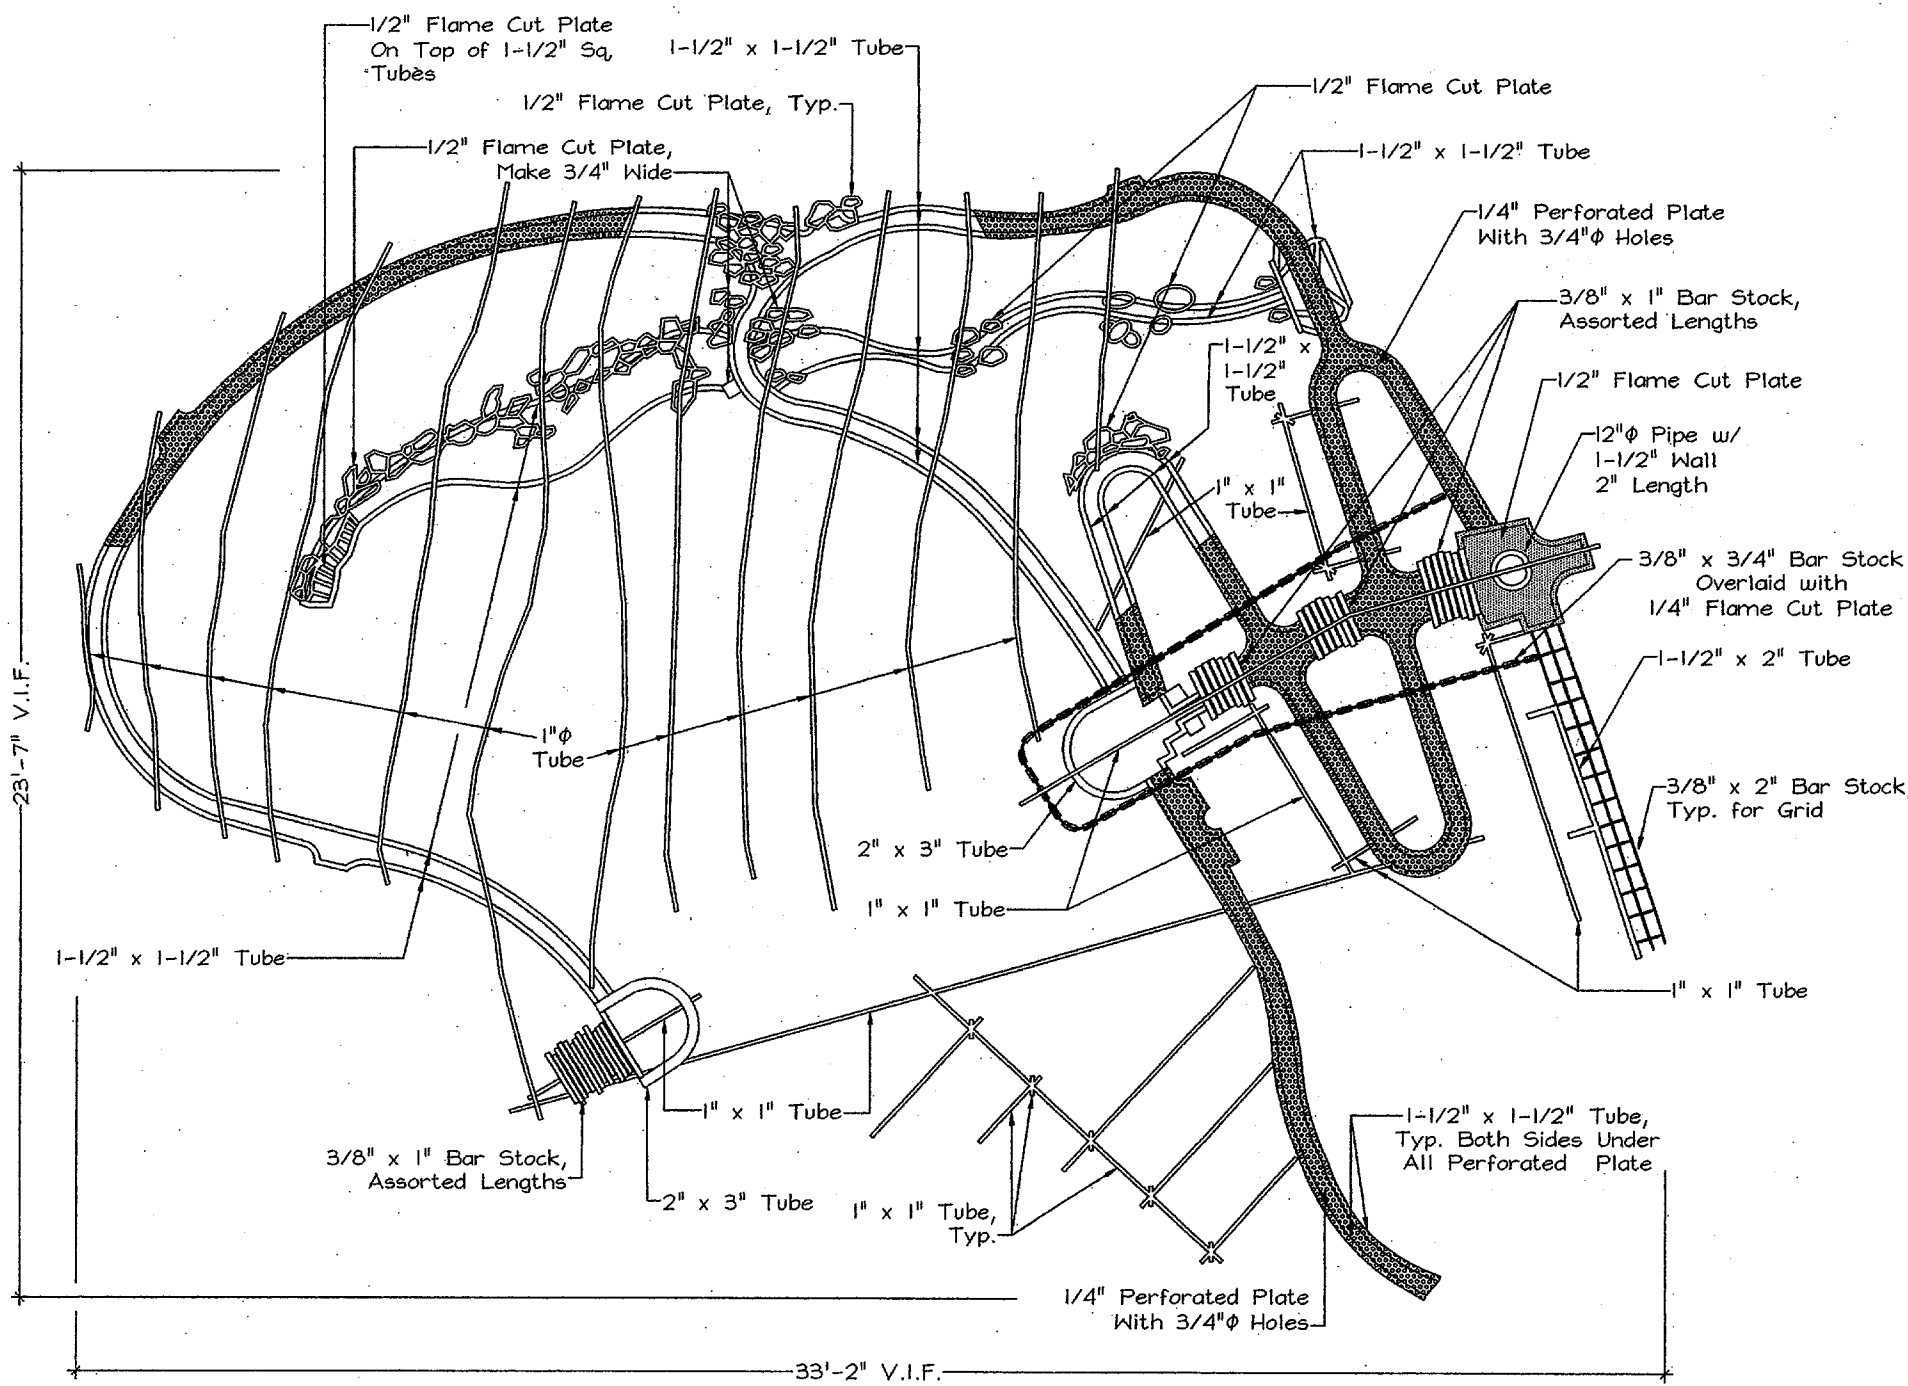 1/2" Flame Cut Plate
On Top of 1-1/2" Sq.
Tubes
1-1/2" x 1-1/2" Tube
1/2" Flame Cut Plate, Typ.
1/2" Flame Cut Plate,
Make 3/4" Wide
1/2" Flame Cut Plate
1-1/2" x 1-1/2" Tube
1/4" Perforated Plate
With 3/4"ϕ Holes
3/8" x 1" Bar Stock,
Assorted Lengths
1-1/2" x
1-1/2"
Tube
1/2" Flame Cut Plate
12"ϕ Pipe w/
1-1/2" Wall
2" Length
1" x 1"
Tube
3/8" x 3/4" Bar Stock
Overlaid with
1/4" Flame Cut Plate
1-1/2" x 2" Tube
23'-7" V.I.F.
1"ϕ
Tube
3/8" x 2" Bar Stock,
Typ. for Grid
2" x 3" Tube
1" x 1" Tube
1-1/2" x 1-1/2" Tube
1" x 1" Tube
1" x 1" Tube
1-1/2" x 1-1/2" Tube,
Typ. Both Sides Under
All Perforated Plate
3/8" x 1" Bar Stock,
Assorted Lengths
2" x 3" Tube
1" x 1" Tube,
Typ.
1/4" Perforated Plate
With 3/4"ϕ Holes
33'-2" V.I.F.